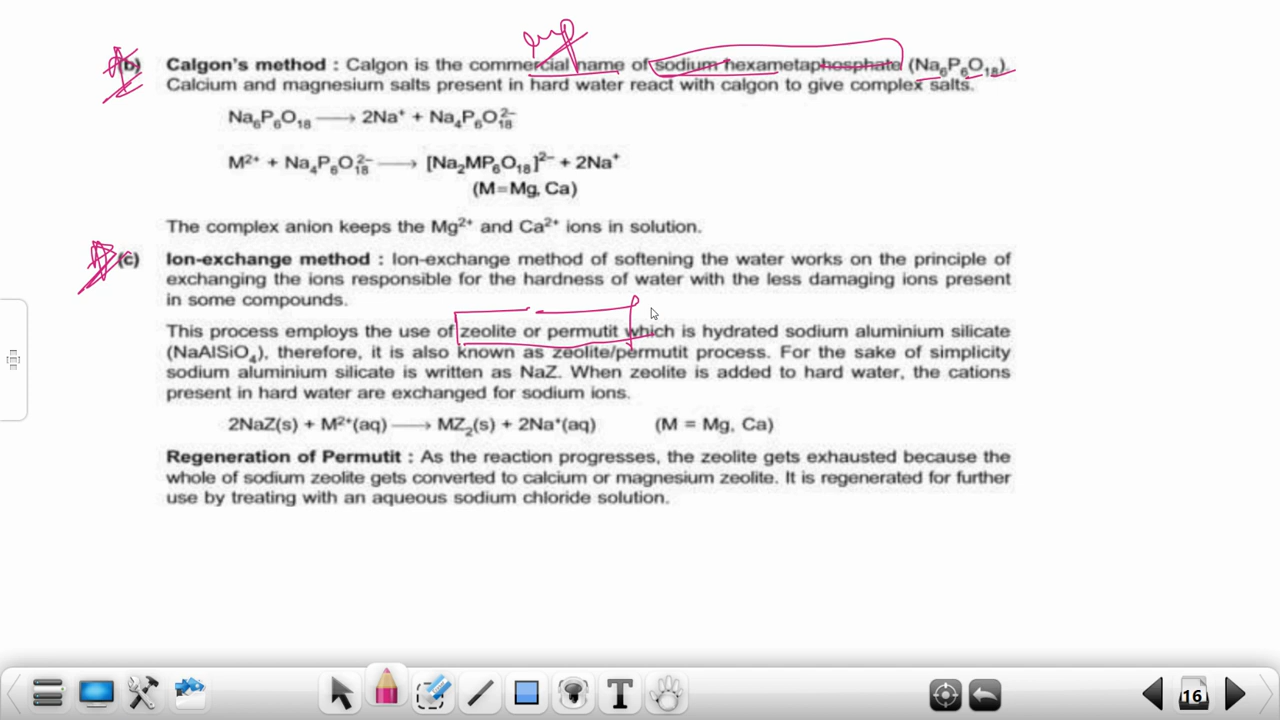 imp
(b) Calgon's method : Calgon is the commercial name of sodium hexametaphosphate (Na₆P₆O₁₈).
Calcium and magnesium salts present in hard water react with calgon to give complex salts.
Na₆P₆O₁₈ ⟶ 2Na⁺ + Na₄P₆O₁₈²⁻
M²⁺ + Na₄P₆O₁₈²⁻ ⟶ [Na₂MP₆O₁₈]²⁻ + 2Na⁺
(M=Mg, Ca)
The complex anion keeps the Mg²⁺ and Ca²⁺ ions in solution.
(c) Ion-exchange method : Ion-exchange method of softening the water works on the principle of
exchanging the ions responsible for the hardness of water with the less damaging ions present
in some compounds.
This process employs the use of zeolite or permutit which is hydrated sodium aluminium silicate
(NaAlSiO₄), therefore, it is also known as zeolite/permutit process. For the sake of simplicity
sodium aluminium silicate is written as NaZ. When zeolite is added to hard water, the cations
present in hard water are exchanged for sodium ions.
2NaZ(s) + M²⁺(aq) ⟶ MZ₂(s) + 2Na⁺(aq) (M = Mg, Ca)
Regeneration of Permutit : As the reaction progresses, the zeolite gets exhausted because the
whole of sodium zeolite gets converted to calcium or magnesium zeolite. It is regenerated for further
use by treating with an aqueous sodium chloride solution.
T
16